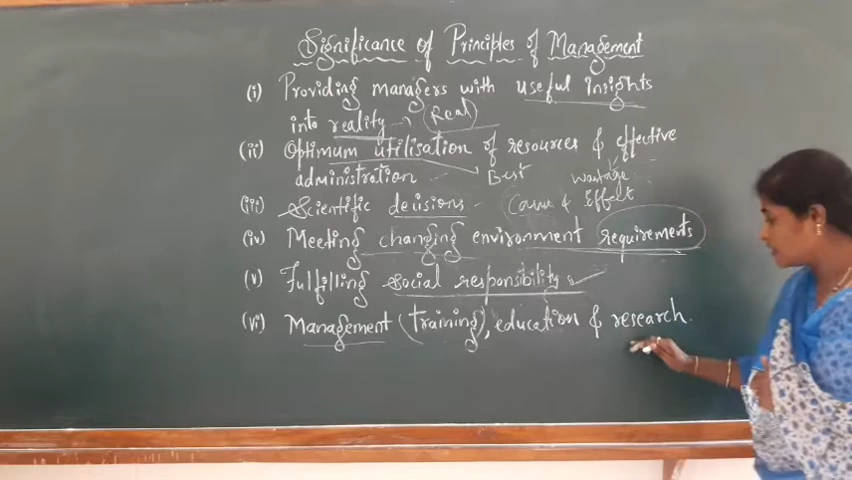 Significance of Principles of Management
(i) Providing managers with useful insights
into reality → (Real)
(ii) Optimum utilisation of resources & effective
administration Best wastage
(iii) Scientific decisions - Cause & Effect
(iv) Meeting changing environment requirements
(v) Fulfilling social responsibility
(vi) Management (training), education & research.